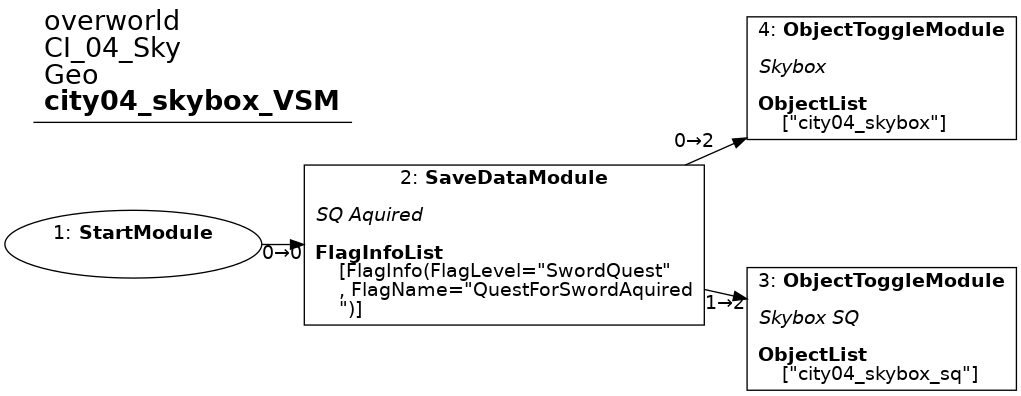 overworld
CI_04_Sky
Geo
city04_skybox_VSM
1: StartModule
0→0
2: SaveDataModule
SQ Aquired
FlagInfoList
[FlagInfo(FlagLevel="SwordQuest"
, FlagName="QuestForSwordAquired
")]
0→2
4: ObjectToggleModule
Skybox
ObjectList
["city04_skybox"]
1→2
3: ObjectToggleModule
Skybox SQ
ObjectList
["city04_skybox_sq"]